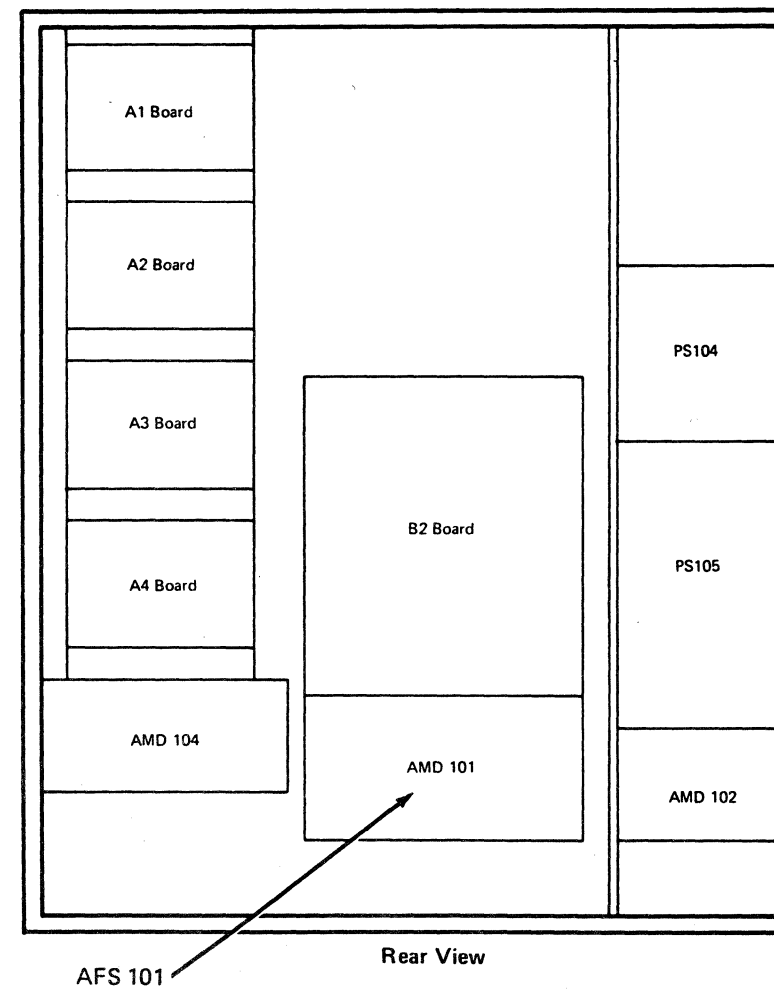 A1 Board
A2 Board
PS104
A3 Board
B2 Board
PS105
A4 Board
AMD 104
AMD 101
AMD 102
Rear View
AFS 101